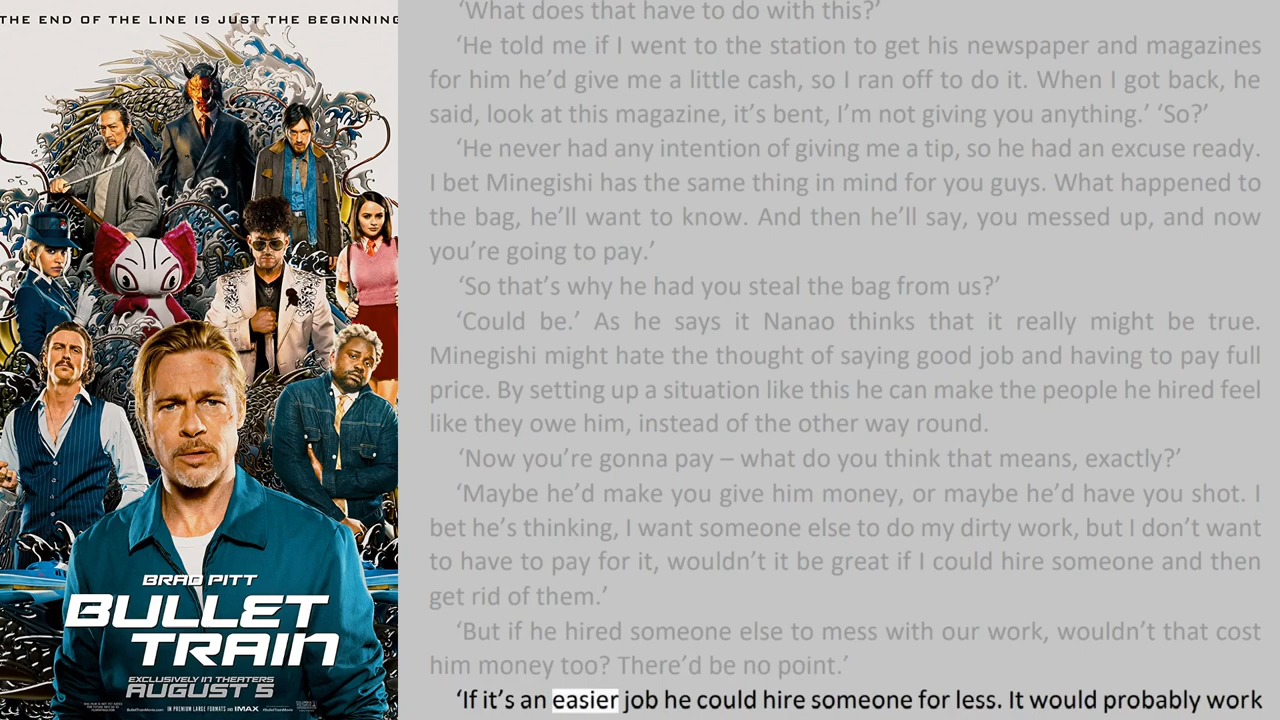 THE END OF THE LINE IS JUST THE BEGINNING
BRAD PITT
BULLET
TRAIN
EXCLUSIVELY IN THEATERS
AUGUST 5
IN PREMIUM LARGE FORMATS AND IMAX
‘What does that have to do with this?’
‘He told me if I went to the station to get his newspaper and magazines
for him he’d give me a little cash, so I ran off to do it. When I got back, he
said, look at this magazine, it’s bent, I’m not giving you anything.’ ‘So?’
‘He never had any intention of giving me a tip, so he had an excuse ready.
I bet Minegishi has the same thing in mind for you guys. What happened to
the bag, he’ll want to know. And then he’ll say, you messed up, and now
you’re going to pay.’
‘So that’s why he had you steal the bag from us?’
‘Could be.’ As he says it Nanao thinks that it really might be true.
Minegishi might hate the thought of saying good job and having to pay full
price. By setting up a situation like this he can make the people he hired feel
like they owe him, instead of the other way round.
‘Now you’re gonna pay – what do you think that means, exactly?’
‘Maybe he’d make you give him money, or maybe he’d have you shot. I
bet he’s thinking, I want someone else to do my dirty work, but I don’t want
to have to pay for it, wouldn’t it be great if I could hire someone and then
get rid of them.’
‘But if he hired someone else to mess with our work, wouldn’t that cost
him money too? There’d be no point.’
‘If it’s an easier job he could hire someone for less. It would probably work